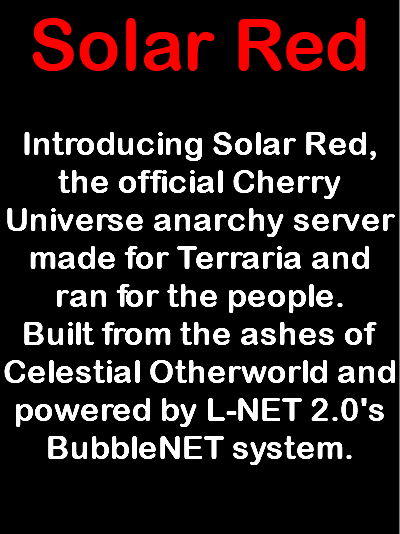 Solar Red
Introducing Solar Red,
the official Cherry
Universe anarchy server
made for Terraria and
ran for the people.
Built from the ashes of
Celestial Otherworld and
powered by L-NET 2.0's
BubbleNET system.